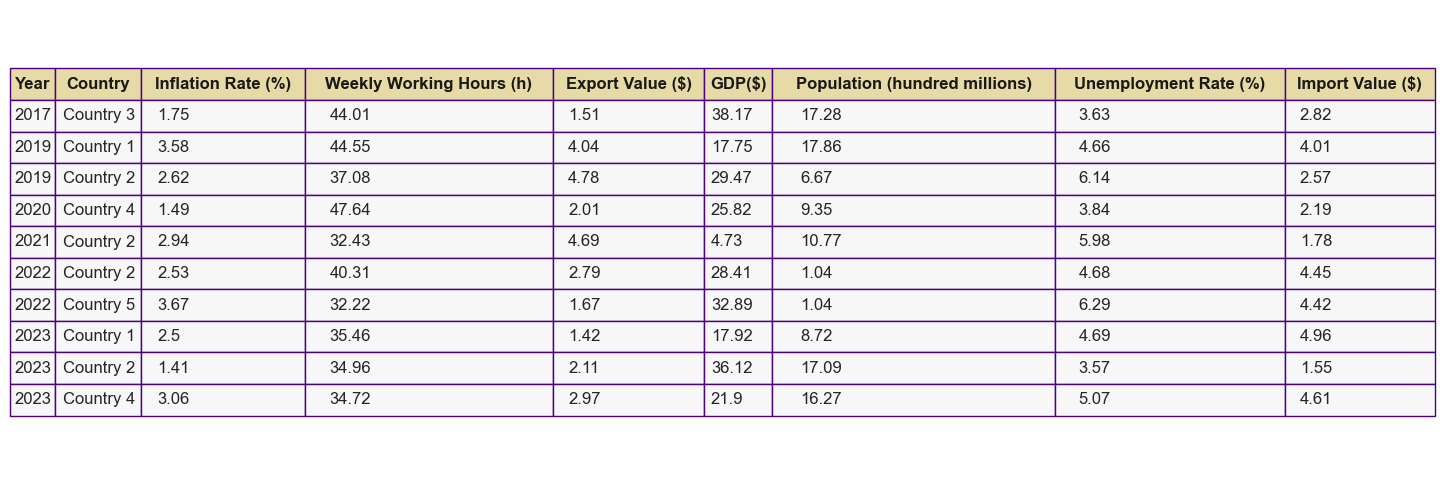 Year Country Inflation Rate (%) Weekly Working Hours (h) Export Value ($) GDP($) Population (hundred millions) Unemployment Rate (%) Import Value ($)
2017 Country 3 1.75 44.01 1.51 38.17 17.28 3.63 2.82
2019 Country 1 3.58 44.55 4.04 17.75 17.86 4.66 4.01
2019 Country 2 2.62 37.08 4.78 29.47 6.67 6.14 2.57
2020 Country 4 1.49 47.64 2.01 25.82 9.35 3.84 2.19
2021 Country 2 2.94 32.43 4.69 4.73 10.77 5.98 1.78
2022 Country 2 2.53 40.31 2.79 28.41 1.04 4.68 4.45
2022 Country 5 3.67 32.22 1.67 32.89 1.04 6.29 4.42
2023 Country 1 2.5 35.46 1.42 17.92 8.72 4.69 4.96
2023 Country 2 1.41 34.96 2.11 36.12 17.09 3.57 1.55
2023 Country 4 3.06 34.72 2.97 21.9 16.27 5.07 4.61